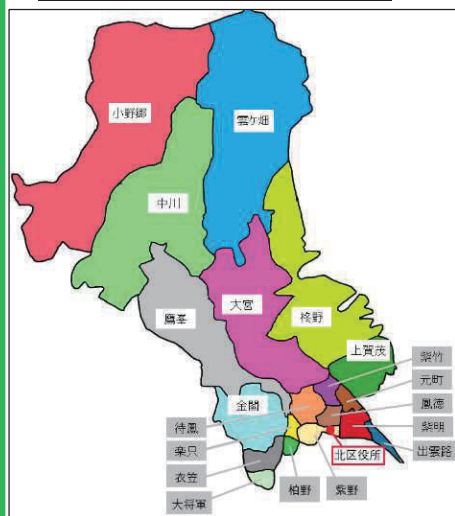 小野郷
雲ケ畑
中川
大宮
柊野
鷹峯
上賀茂
紫竹
元町
金閣
鳳徳
待鳳
紫明
楽只
北区役所
出雲路
衣笠
柏野
紫野
大将軍